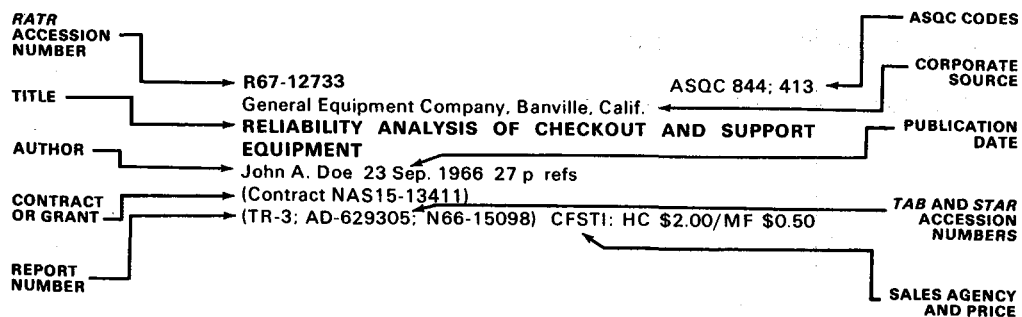 RATR
ACCESSION
NUMBER
TITLE
AUTHOR
CONTRACT
OR GRANT
REPORT
NUMBER
R67-12733
ASQC 844; 413
General Equipment Company, Banville, Calif.
RELIABILITY ANALYSIS OF CHECKOUT AND SUPPORT
EQUIPMENT
John A. Doe 23 Sep. 1966 27 p refs
(Contract NAS15-13411)
(TR-3; AD-629305; N66-15098) CFSTI: HC $2.00/MF $0.50
ASQC CODES
CORPORATE
SOURCE
PUBLICATION
DATE
TAB AND STAR
ACCESSION
NUMBERS
SALES AGENCY
AND PRICE